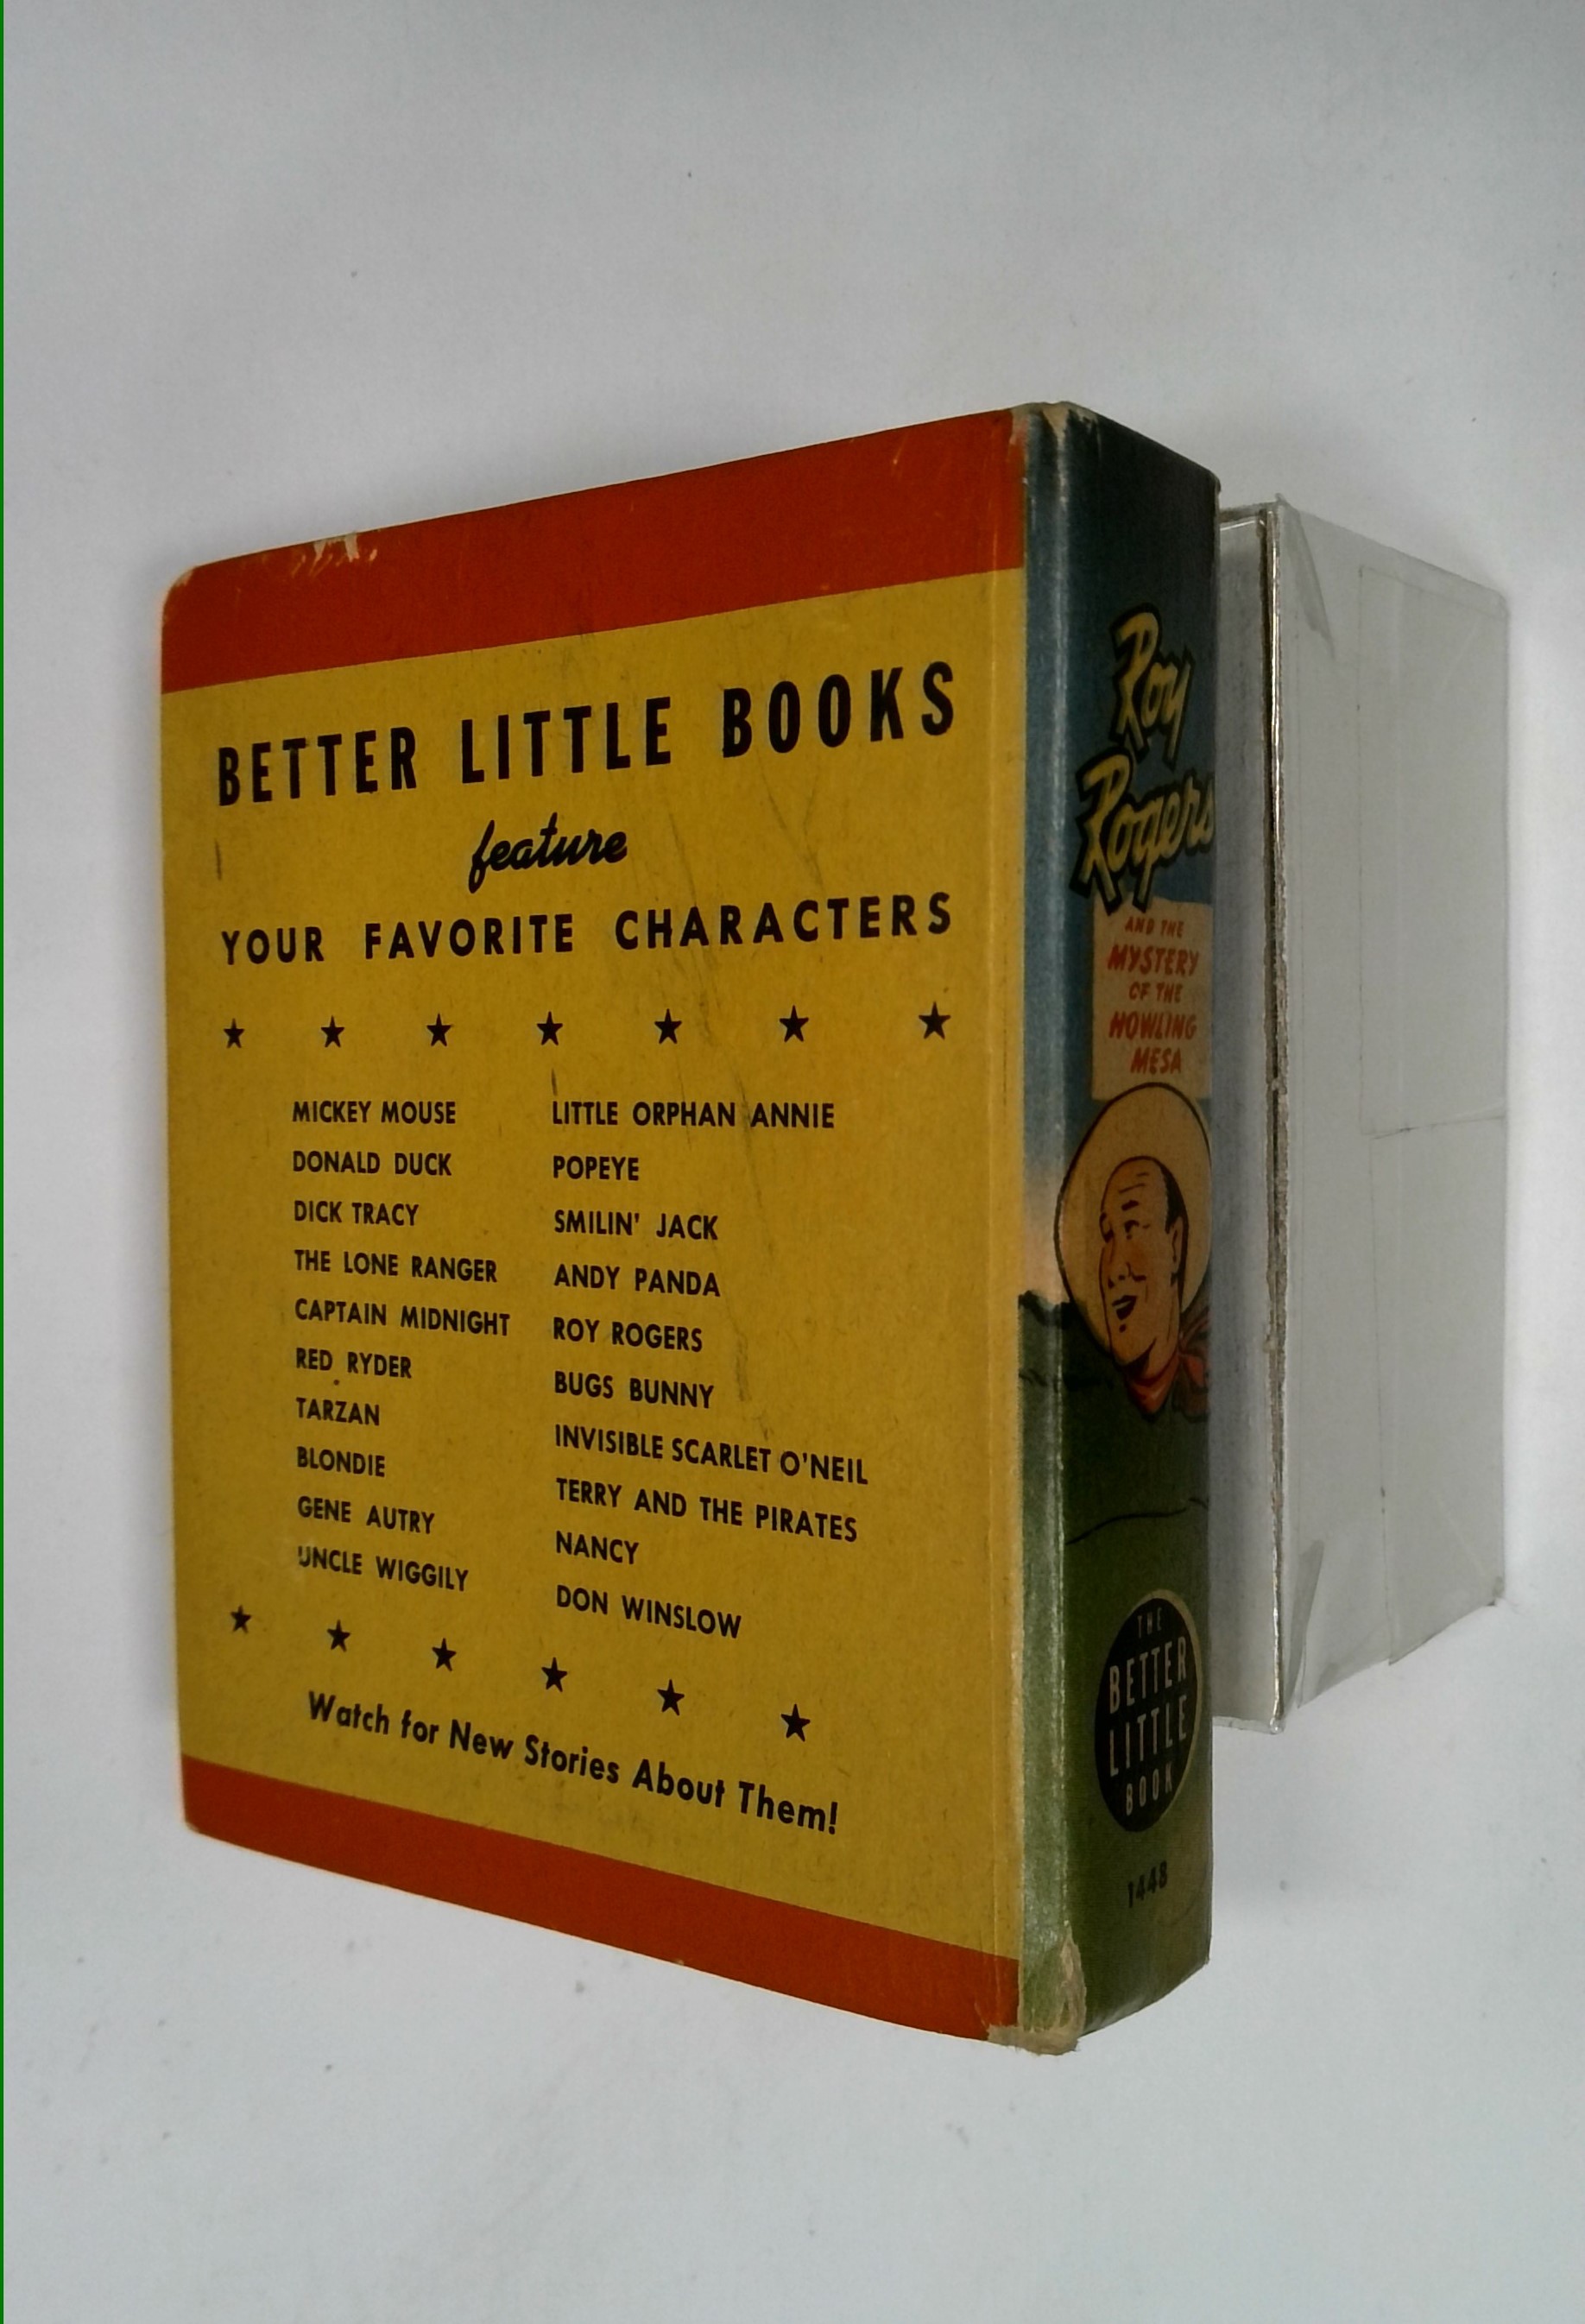 BETTER LITTLE BOOKS
feature
YOUR FAVORITE CHARACTERS
MICKEY MOUSE
DONALD DUCK
DICK TRACY
THE LONE RANGER
CAPTAIN MIDNIGHT
RED RYDER
TARZAN
BLONDIE
GENE AUTRY
UNCLE WIGGILY
LITTLE ORPHAN ANNIE
POPEYE
SMILIN' JACK
ANDY PANDA
ROY ROGERS
BUGS BUNNY
INVISIBLE SCARLET O'NEIL
TERRY AND THE PIRATES
NANCY
DON WINSLOW
Watch for New Stories About Them!
Roy
Rogers
AND THE
MYSTERY
OF THE
HOWLING
MESA
THE
BETTER
LITTLE
BOOK
1448